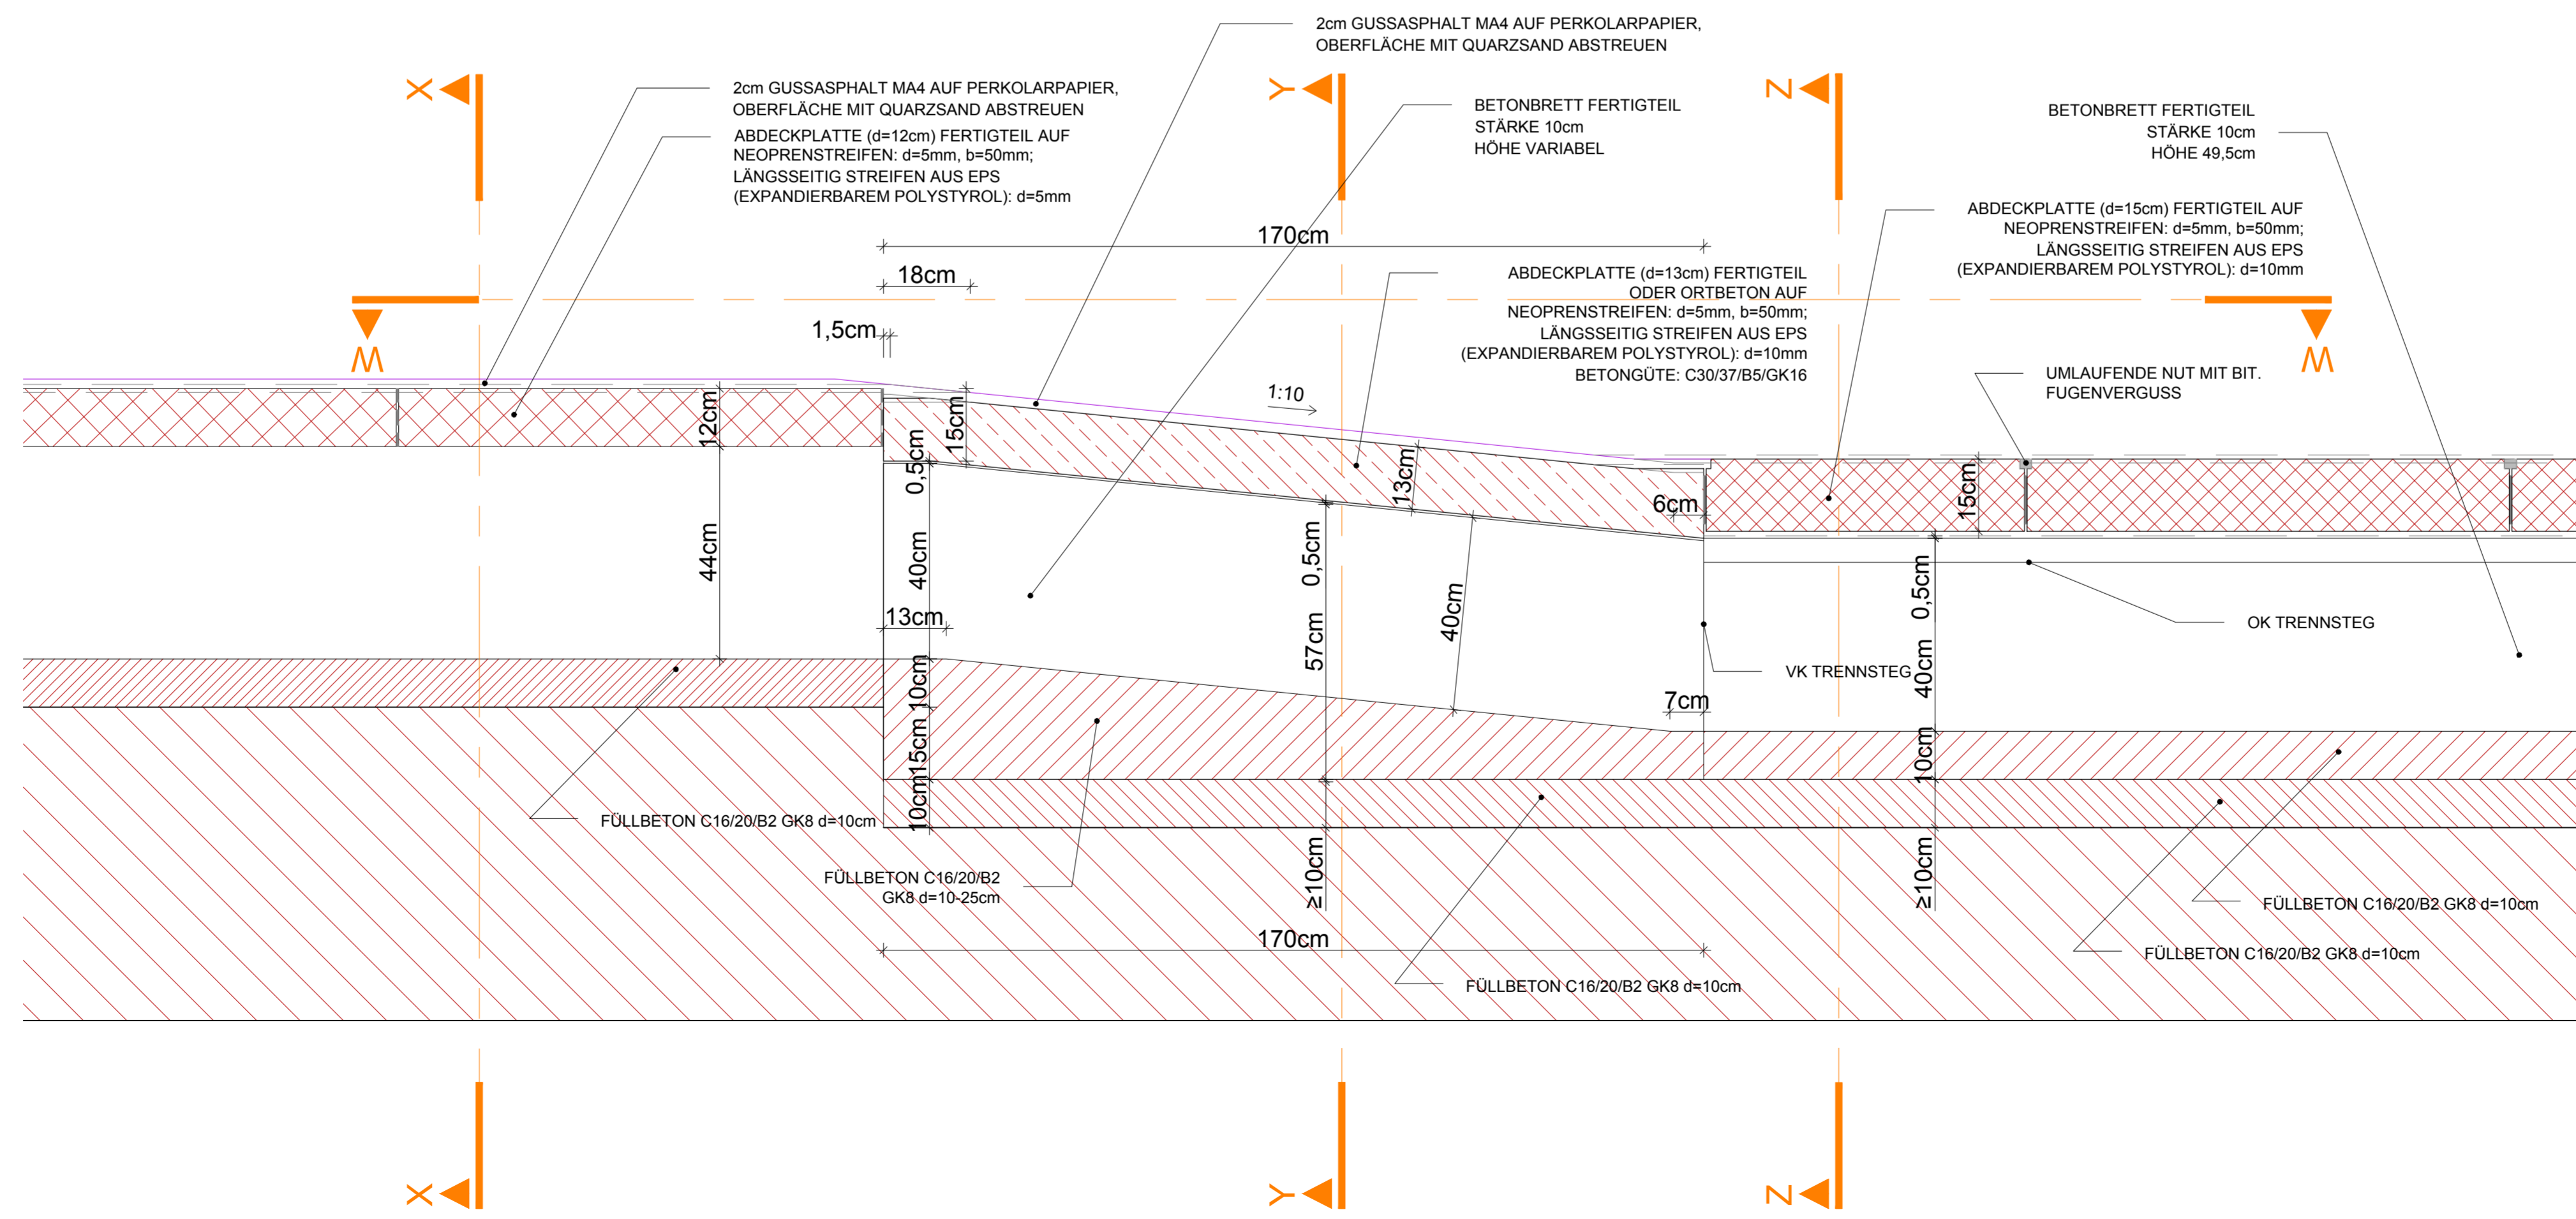 2cm GUSSASPHALT MA4 AUF PERKOLARPAPIER,
OBERFLÄCHE MIT QUARZSAND ABSTREUEN
X
Y
Z
2cm GUSSASPHALT MA4 AUF PERKOLARPAPIER,
OBERFLÄCHE MIT QUARZSAND ABSTREUEN
ABDECKPLATTE (d=12cm) FERTIGTEIL AUF
NEOPRENSTREIFEN: d=5mm, b=50mm;
LÄNGSSEITIG STREIFEN AUS EPS
(EXPANDIERBAREM POLYSTYROL): d=5mm
BETONBRETT FERTIGTEIL
STÄRKE 10cm
HÖHE VARIABEL
BETONBRETT FERTIGTEIL
STÄRKE 10cm
HÖHE 49,5cm
ABDECKPLATTE (d=15cm) FERTIGTEIL AUF
NEOPRENSTREIFEN: d=5mm, b=50mm;
LÄNGSSEITIG STREIFEN AUS EPS
(EXPANDIERBAREM POLYSTYROL): d=10mm
170cm
18cm
1,5cm
ABDECKPLATTE (d=13cm) FERTIGTEIL
ODER ORTBETON AUF
NEOPRENSTREIFEN: d=5mm, b=50mm;
LÄNGSSEITIG STREIFEN AUS EPS
(EXPANDIERBAREM POLYSTYROL): d=10mm
BETONGÜTE: C30/37/B5/GK16
W
W
UMLAUFENDE NUT MIT BIT.
FUGENVERGUSS
1:10
12cm
15cm
0,5cm
13cm
6cm
15cm
44cm
40cm
0,5cm
40cm
0,5cm
13cm
57cm
OK TRENNSTEG
VK TRENNSTEG
40cm
10cm
7cm
15cm
10cm
10cm
FÜLLBETON C16/20/B2 GK8 d=10cm
FÜLLBETON C16/20/B2
GK8 d=10-25cm
≥10cm
≥10cm
FÜLLBETON C16/20/B2 GK8 d=10cm
170cm
FÜLLBETON C16/20/B2 GK8 d=10cm
FÜLLBETON C16/20/B2 GK8 d=10cm
X
Y
Z